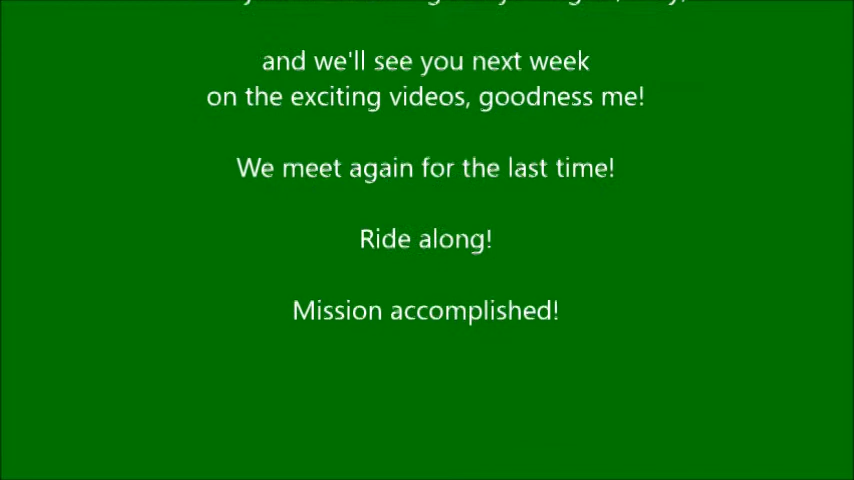 and we'll see you next week
on the exciting videos, goodness me!
We meet again for the last time!
Ride along!
Mission accomplished!